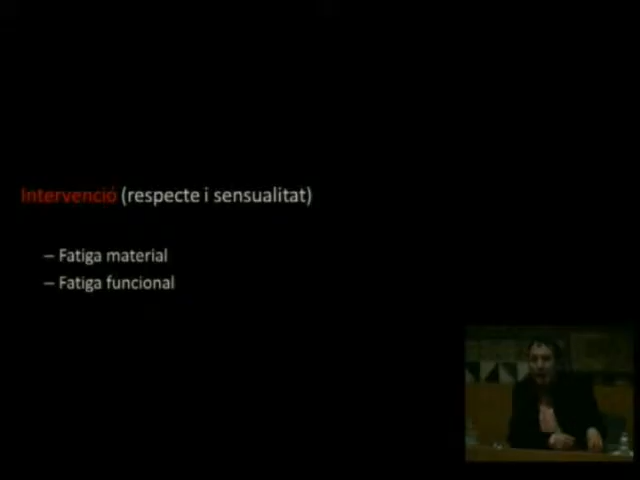 Intervenció (respecte i sensualitat)
– Fatiga material
– Fatiga funcional